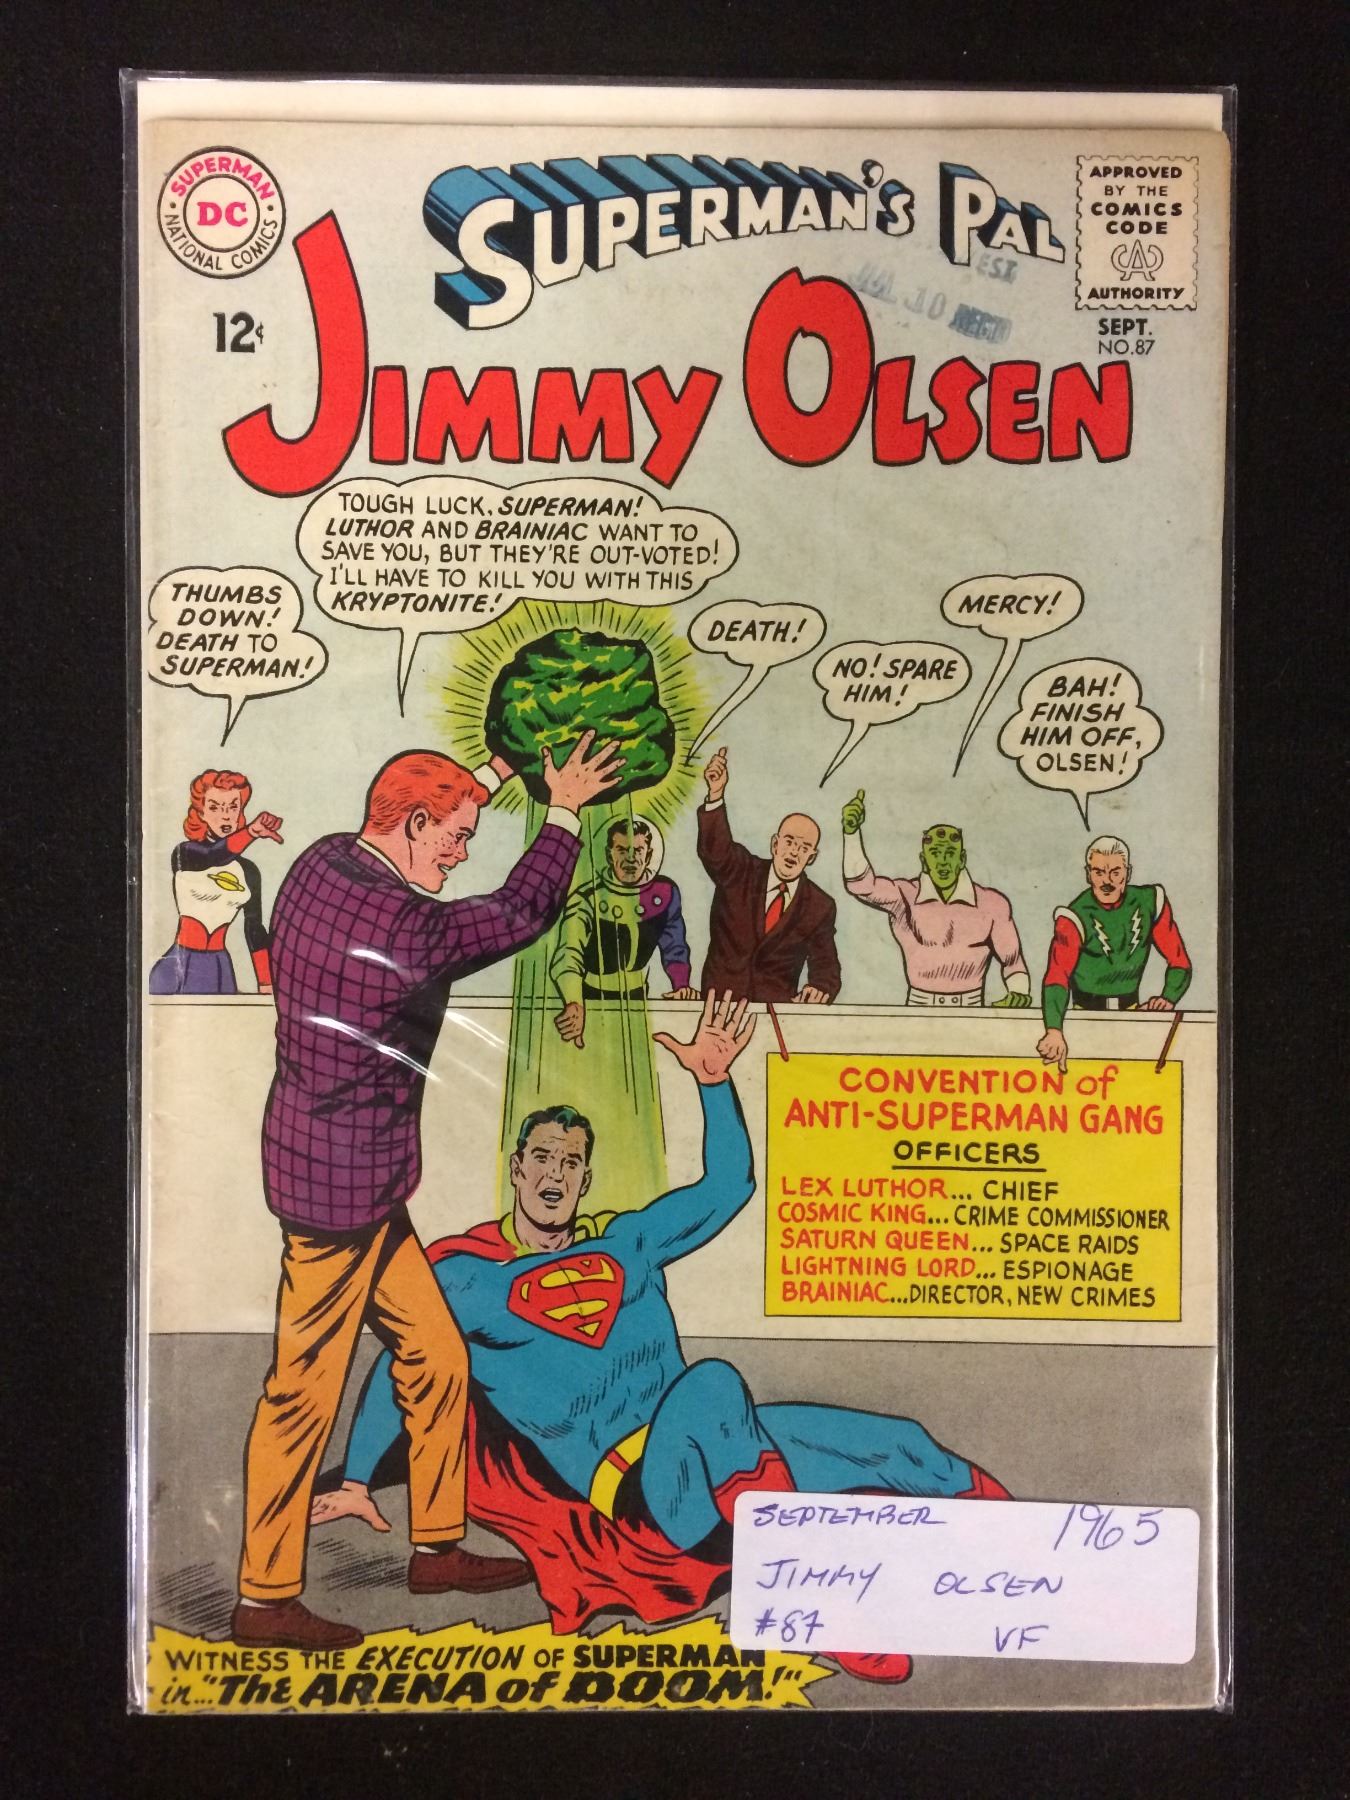 SUPERMAN
DC
NATIONAL COMICS
SUPERMAN'S PAL
JIMMY OLSEN
12¢
APPROVED
BY THE
COMICS
CODE
CA
AUTHORITY
SEPT.
NO.87
JUL 10
TOUGH LUCK, SUPERMAN!
LUTHOR AND BRAINIAC WANT TO
SAVE YOU, BUT THEY'RE OUT-VOTED!
I'LL HAVE TO KILL YOU WITH THIS
KRYPTONITE!
THUMBS
DOWN!
DEATH TO
SUPERMAN!
DEATH!
NO! SPARE
HIM!
MERCY!
BAH!
FINISH
HIM OFF,
OLSEN!
CONVENTION of
ANTI-SUPERMAN GANG
OFFICERS
LEX LUTHOR... CHIEF
COSMIC KING... CRIME COMMISSIONER
SATURN QUEEN... SPACE RAIDS
LIGHTNING LORD... ESPIONAGE
BRAINIAC...DIRECTOR, NEW CRIMES
SEPTEMBER 1965
JIMMY OLSEN
#87 VF
WITNESS THE EXECUTION OF SUPERMAN
in..."The ARENA of DOOM!"